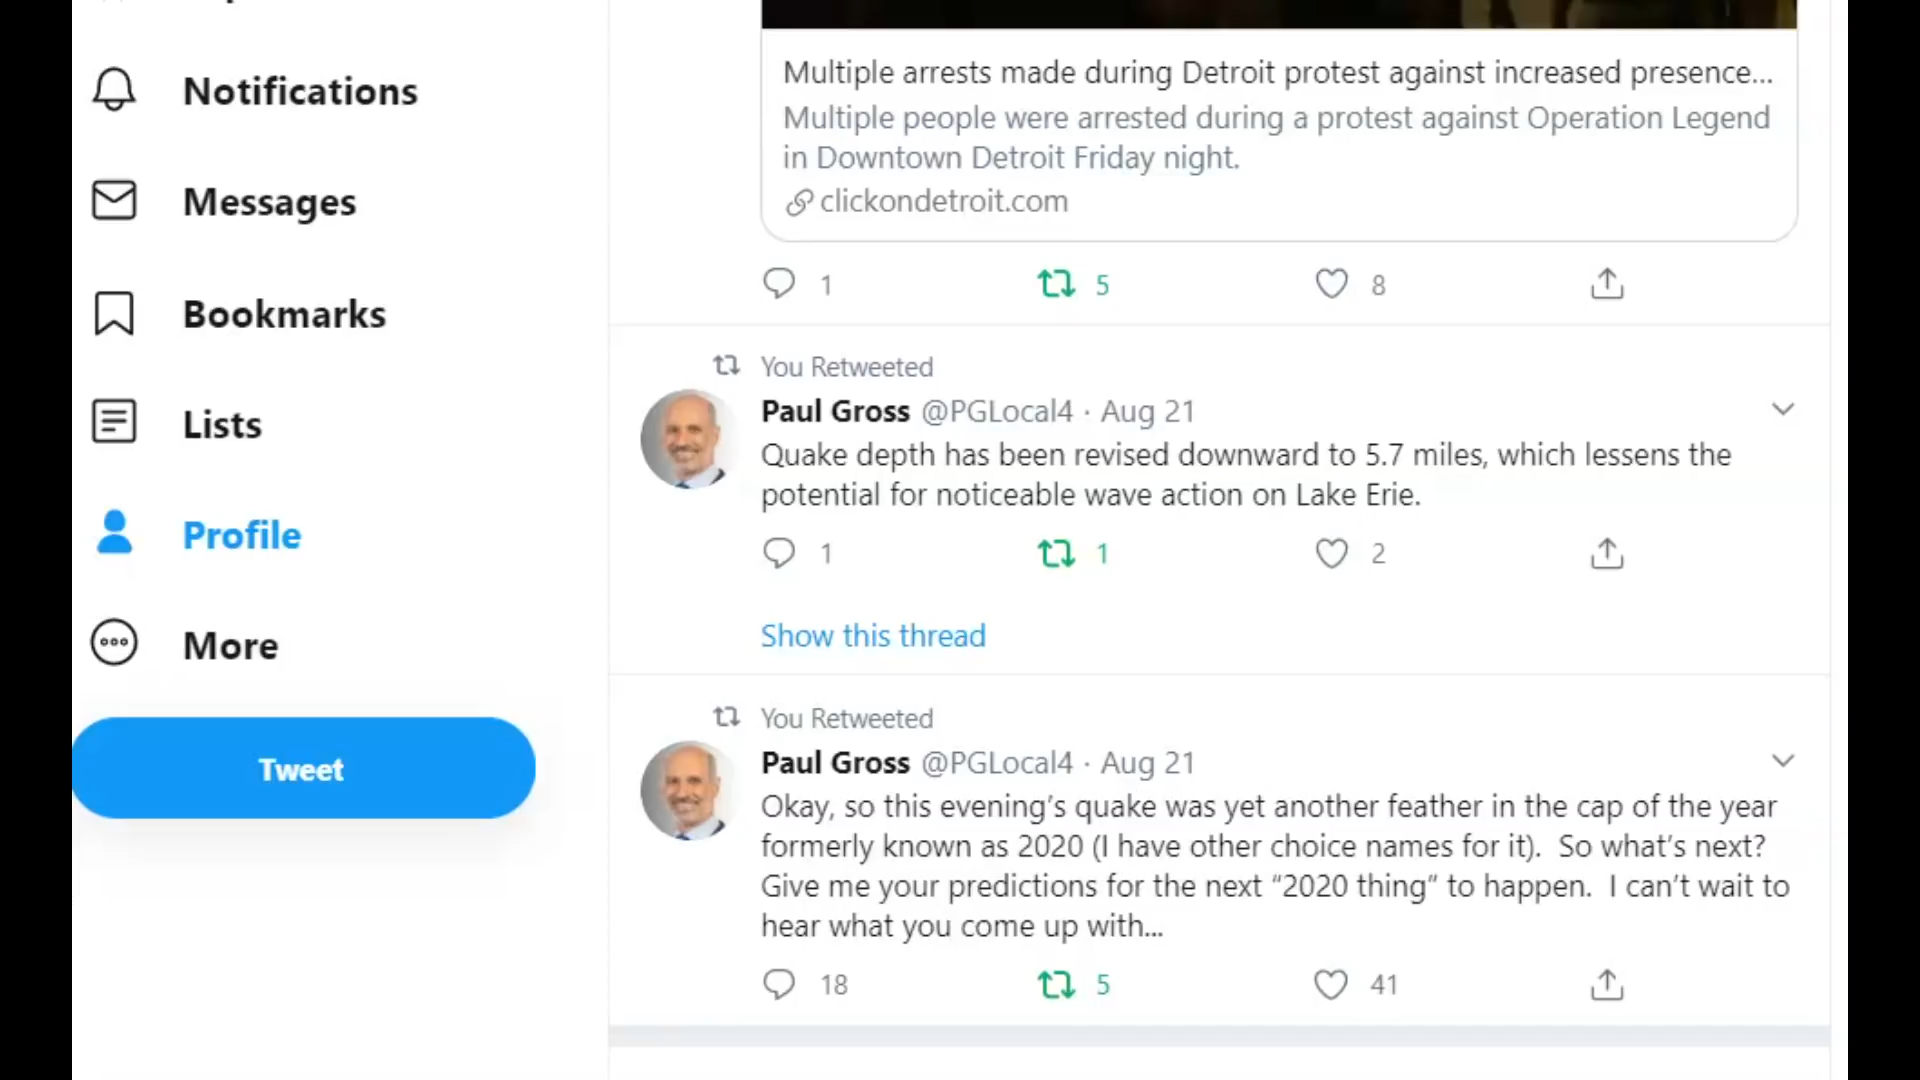 Notifications
Messages
Bookmarks
Lists
Profile
More
Tweet
Multiple arrests made during Detroit protest against increased presence...
Multiple people were arrested during a protest against Operation Legend
in Downtown Detroit Friday night.
clickondetroit.com
1 5 8
You Retweeted
Paul Gross @PGLocal4 · Aug 21
Quake depth has been revised downward to 5.7 miles, which lessens the
potential for noticeable wave action on Lake Erie.
1 1 2
Show this thread
You Retweeted
Paul Gross @PGLocal4 · Aug 21
Okay, so this evening’s quake was yet another feather in the cap of the year
formerly known as 2020 (I have other choice names for it).  So what’s next?
Give me your predictions for the next “2020 thing” to happen.  I can’t wait to
hear what you come up with...
18 5 41